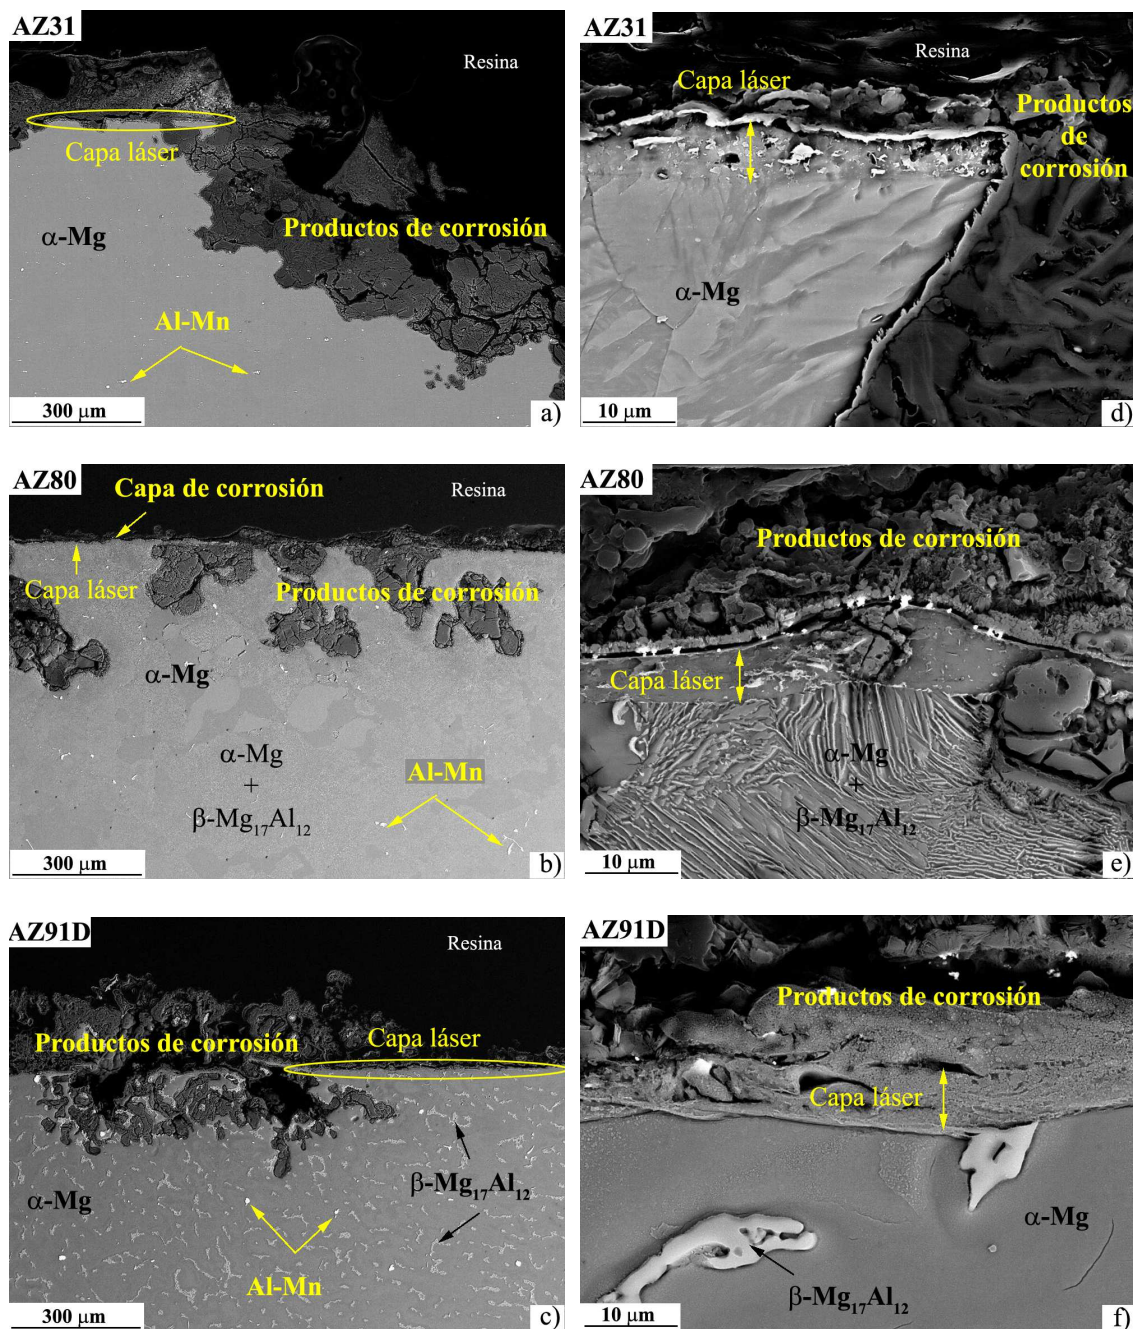 AZ31
Resina
Capa láser
Productos de corrosión
α-Mg
Al-Mn
300 µm
a)
AZ31
Resina
Capa láser
Productos
de
corrosión
α-Mg
10 µm
d)
AZ80
Capa de corrosión
Resina
Capa láser
Productos de corrosión
α-Mg
α-Mg
+
β-Mg₁₇Al₁₂
Al-Mn
300 µm
b)
AZ80
Productos de corrosión
Capa láser
α-Mg
+
β-Mg₁₇Al₁₂
10 µm
e)
AZ91D
Resina
Productos de corrosión
Capa láser
α-Mg
β-Mg₁₇Al₁₂
Al-Mn
300 µm
c)
AZ91D
Productos de corrosión
Capa láser
α-Mg
β-Mg₁₇Al₁₂
10 µm
f)